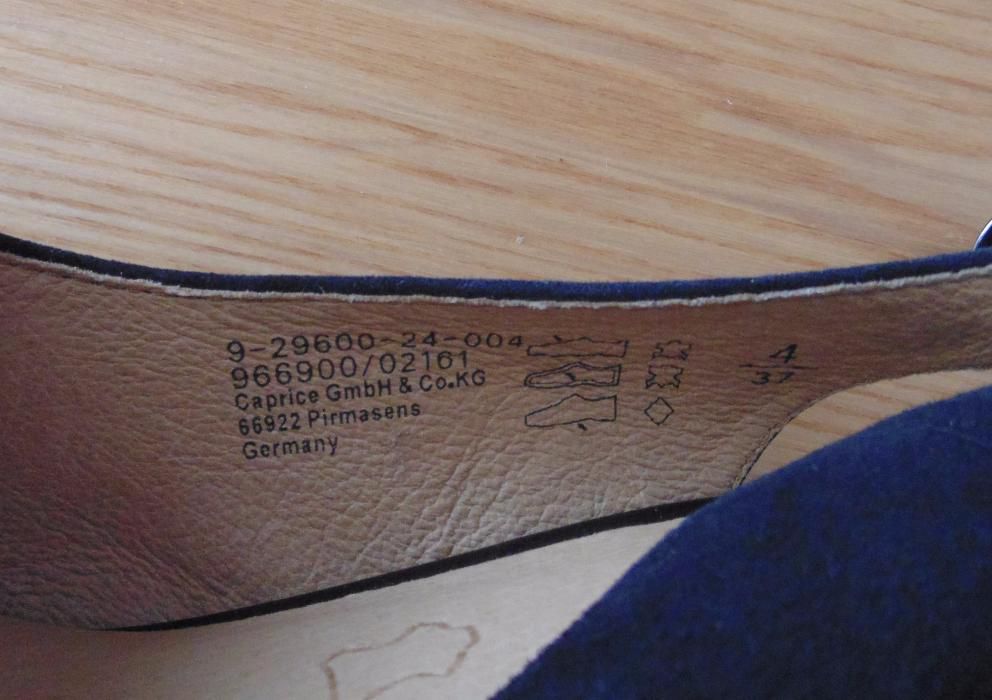 9-29600-24-004
966900/02161
Caprice GmbH & Co.KG
66922 Pirmasens
Germany
4
37